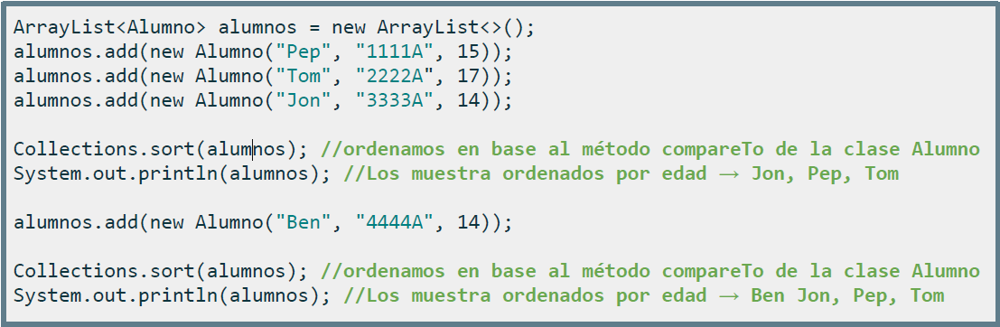 ArrayList<Alumno> alumnos = new ArrayList<>();
alumnos.add(new Alumno("Pep", "1111A", 15));
alumnos.add(new Alumno("Tom", "2222A", 17));
alumnos.add(new Alumno("Jon", "3333A", 14));
Collections.sort(alumnos); //ordenamos en base al método compareTo de la clase Alumno
System.out.println(alumnos); //Los muestra ordenados por edad → Jon, Pep, Tom
alumnos.add(new Alumno("Ben", "4444A", 14));
Collections.sort(alumnos); //ordenamos en base al método compareTo de la clase Alumno
System.out.println(alumnos); //Los muestra ordenados por edad → Ben Jon, Pep, Tom